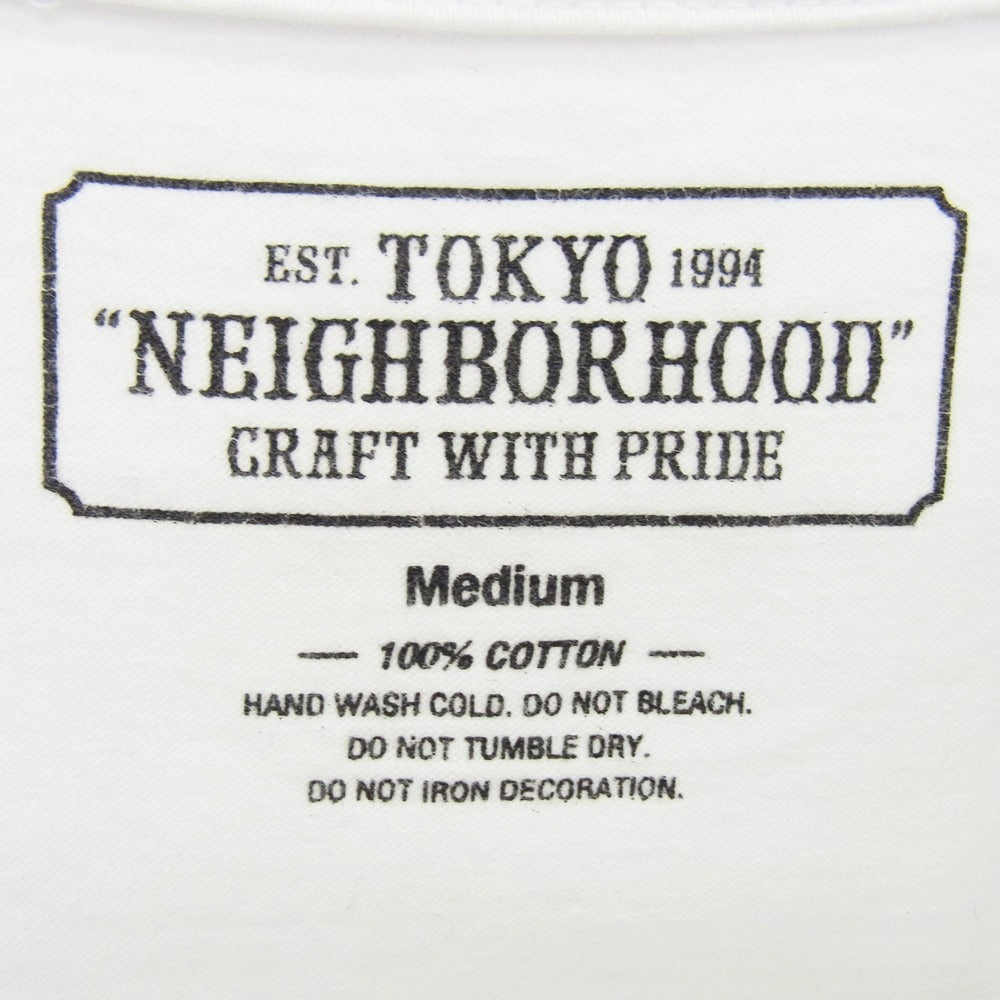 EST. TOKYO 1994
“NEIGHBORHOOD”
CRAFT WITH PRIDE
Medium
— 100% COTTON —
HAND WASH COLD. DO NOT BLEACH.
DO NOT TUMBLE DRY.
DO NOT IRON DECORATION.